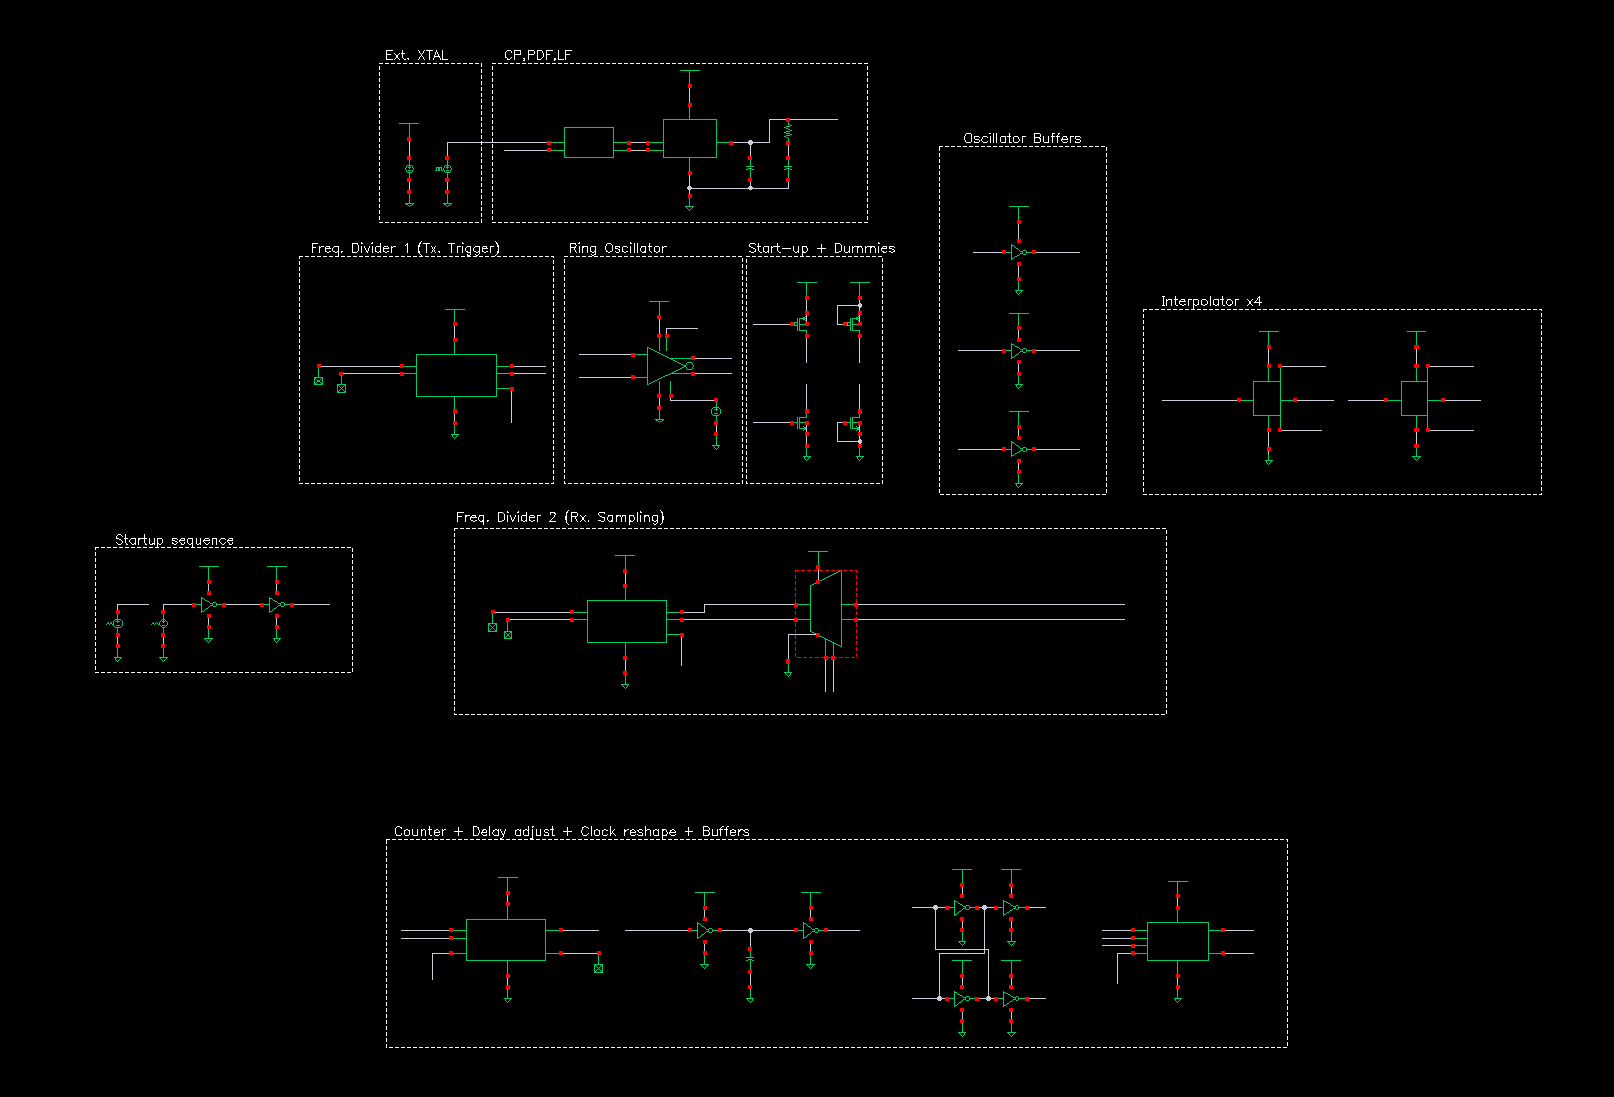 Ext. XTAL
CP,PDF,LF
Oscillator Buffers
Freq. Divider 1 (Tx. Trigger)
Ring Oscillator
Start-up + Dummies
Interpolator x4
Freq. Divider 2 (Rx. Sampling)
Startup sequence
Counter + Delay adjust + Clock reshape + Buffers